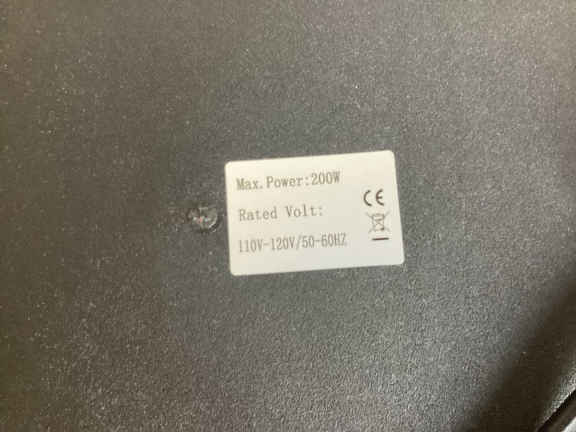 Max.Power:200W
CE
Rated Volt:
110V-120V/50-60HZ